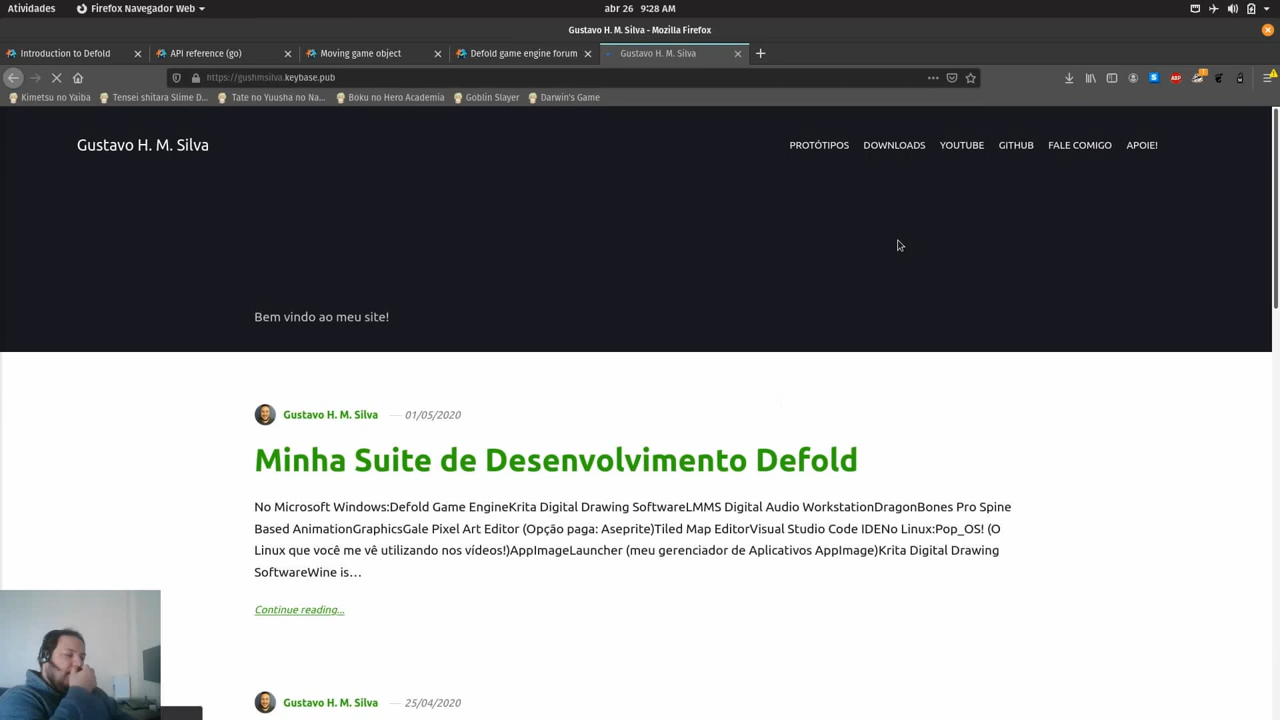 Atividades
Firefox Navegador Web
abr 26 9:28 AM
Gustavo H. M. Silva - Mozilla Firefox
Introduction to Defold
API reference (go)
Moving game object
Defold game engine forum
Gustavo H. M. Silva
https://gushmsilva.keybase.pub
Kimetsu no Yaiba
Tensei shitara Slime D...
Tate no Yuusha no Na...
Boku no Hero Academia
Goblin Slayer
Darwin's Game
Gustavo H. M. Silva
PROTÓTIPOS
DOWNLOADS
YOUTUBE
GITHUB
FALE COMIGO
APOIE!
Bem vindo ao meu site!
Gustavo H. M. Silva — 01/05/2020
Minha Suite de Desenvolvimento Defold
No Microsoft Windows:Defold Game EngineKrita Digital Drawing SoftwareLMMS Digital Audio WorkstationDragonBones Pro Spine
Based AnimationGraphicsGale Pixel Art Editor (Opção paga: Aseprite)Tiled Map EditorVisual Studio Code IDENo Linux:Pop_OS! (O
Linux que você me vê utilizando nos vídeos!)AppImageLauncher (meu gerenciador de Aplicativos AppImage)Krita Digital Drawing
SoftwareWine is…
Continue reading...
Gustavo H. M. Silva — 25/04/2020